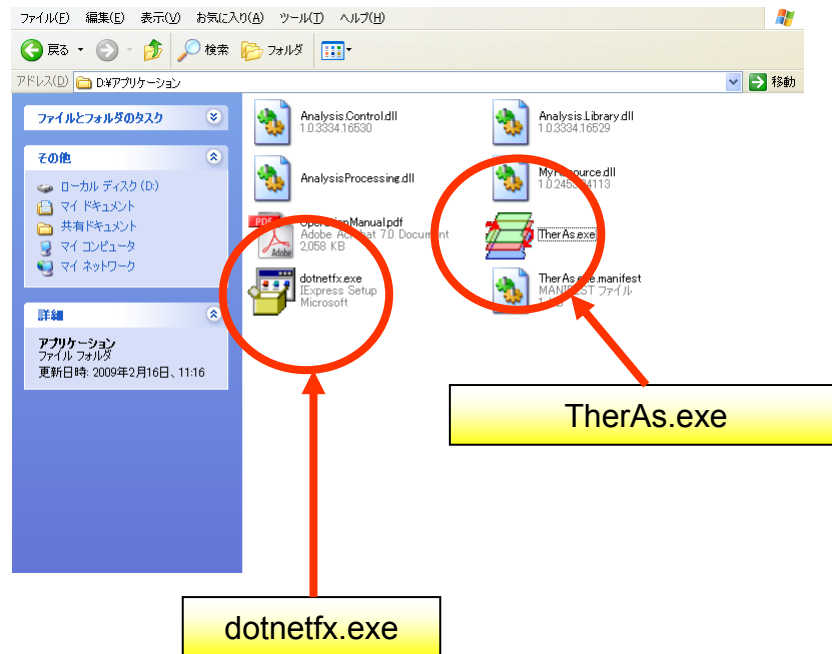 ファイル(F) 編集(E) 表示(V) お気に入り(A) ツール(T) ヘルプ(H)
戻る 検索 フォルダ
アドレス(D) D:¥アプリケーション 移動
ファイルとフォルダのタスク
その他
ローカル ディスク (D:)
マイ ドキュメント
共有ドキュメント
マイ コンピュータ
マイ ネットワーク
詳細
アプリケーション
ファイル フォルダ
更新日時: 2009年2月16日、11:16
Analysis.Control.dll
1.0.3334.16530
Analysis.Library.dll
1.0.3334.16529
AnalysisProcessing.dll
MyResource.dll
PDF
Adobe
OperationManual.pdf
Adobe Acrobat 7.0 Document
2,058 KB
TherAs.exe
dotnetfx.exe
IExpress Setup
Microsoft
TherAs.exe.manifest
MANIFEST ファイル
TherAs.exe
dotnetfx.exe